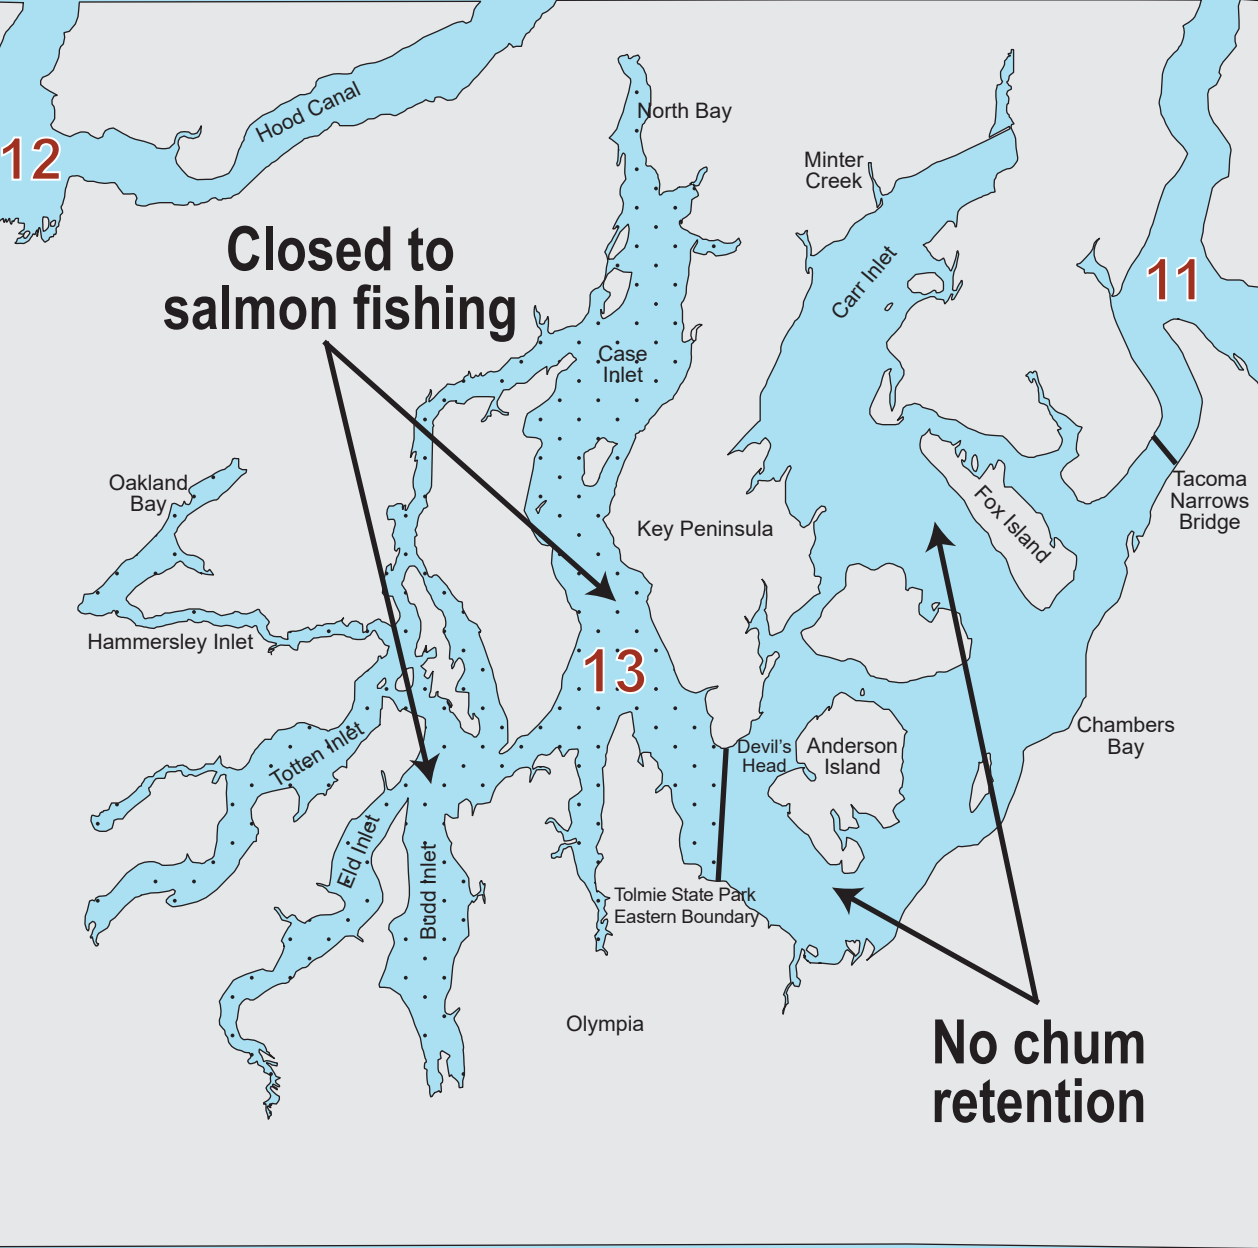 Hood Canal
North Bay
12
Minter
Creek
Closed to
salmon fishing
Carr Inlet
11
Case
Inlet
Oakland
Bay
Tacoma
Narrows
Bridge
Fox Island
Key Peninsula
Hammersley Inlet
13
Chambers
Bay
Totten Inlet
Devil's
Head
Anderson
Island
Eld Inlet
Budd Inlet
Tolmie State Park
Eastern Boundary
Olympia
No chum
retention